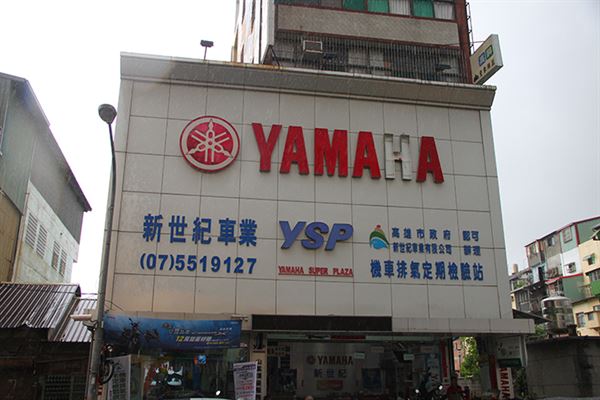 YAMAHA
新世紀車業
(07)5519127
YSP
YAMAHA SUPER PLAZA
高雄市政府 認可
新世紀車業有限公司 辦理
機車排氣定期檢驗站
YAMAHA
新世紀